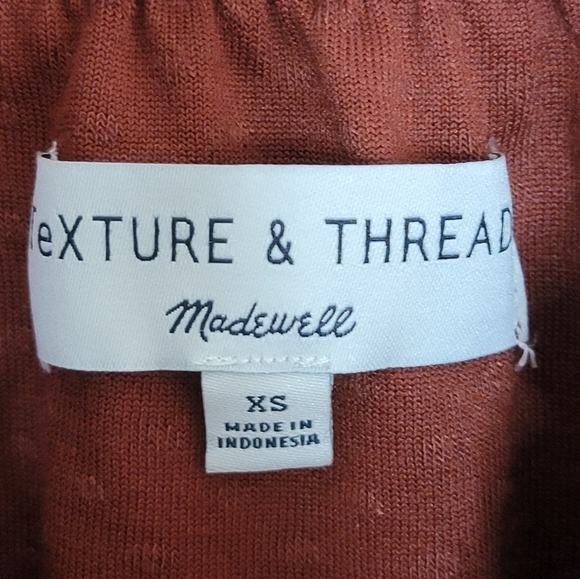 TeXTURE & THREAD
Madewell
XS
MADE IN
INDONESIA